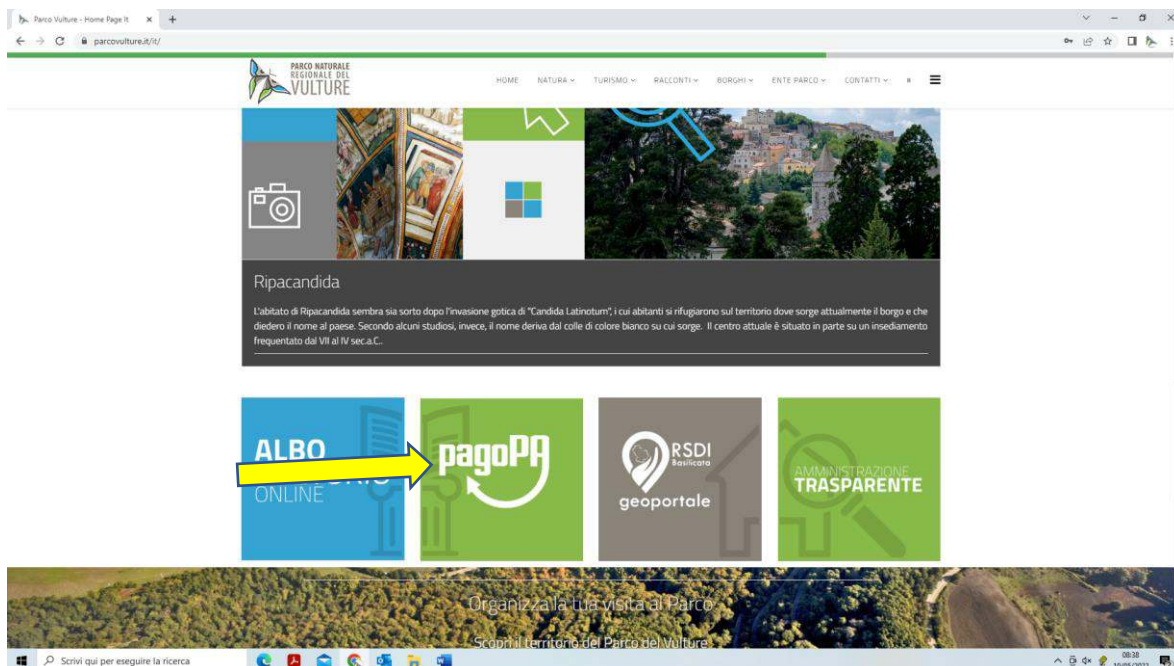 Parco Vulture - Home Page It
parcovulture.it/it/
PARCO NATURALE
REGIONALE DEL
VULTURE
HOME NATURA TURISMO RACCONTI BORGHI ENTE PARCO CONTATTI
Ripacandida
L'abitato di Ripacandida sembra sia sorto dopo l'invasione gotica di "Candida Latinotum", i cui abitanti si rifugiarono sul territorio dove sorge attualmente il borgo e che
diedero il nome al paese. Secondo alcuni studiosi, invece, il nome deriva dal colle di colore bianco su cui sorge. Il centro attuale è situato in parte su un insediamento
frequentato dal VII al IV sec.a.C..
ALBO
ONLINE
pagoPA
RSDI
Basilicata
geoportale
AMMINISTRAZIONE
TRASPARENTE
Organizza la tua visita al Parco
Scopri il territorio del Parco del Vulture
Scrivi qui per eseguire la ricerca
08:38